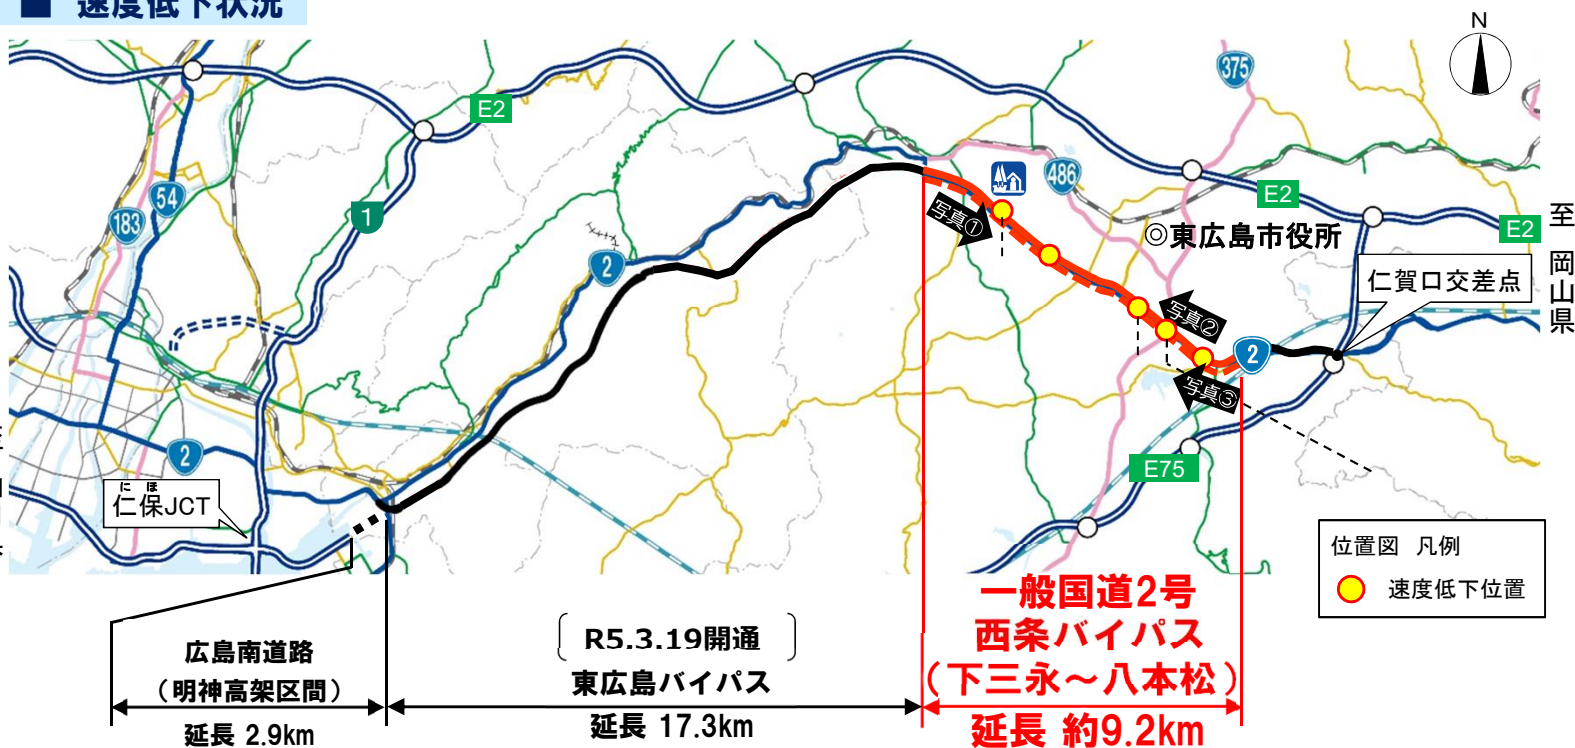 ■ 速度低下状況
N
375
E2
486
54
183
1
写真①
E2
◎東広島市役所
E2
至 岡山県
2
仁賀口交差点
写真②
2
写真③
2
E75
にほ
仁保JCT
位置図 凡例
速度低下位置
一般国道2号
西条バイパス
(下三永～八本松)
延長 約9.2km
R5.3.19開通
東広島バイパス
延長 17.3km
広島南道路
(明神高架区間)
延長 2.9km